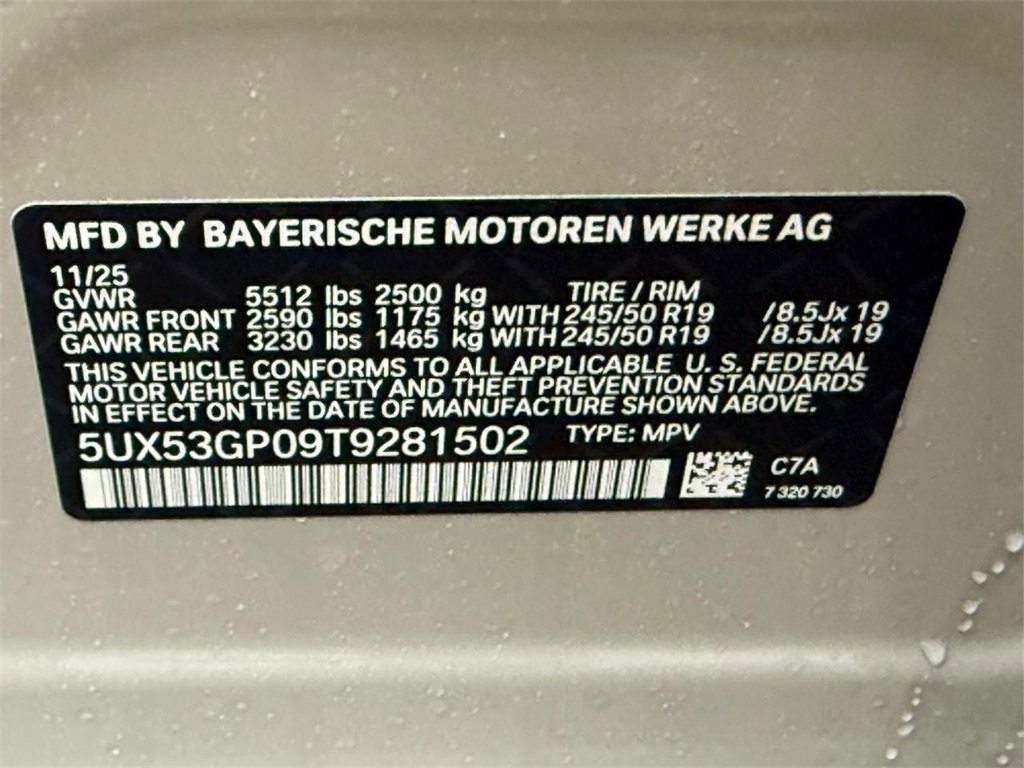 MFD BY BAYERISCHE MOTOREN WERKE AG
11/25
GVWR 5512 lbs 2500 kg TIRE / RIM
GAWR FRONT 2590 lbs 1175 kg WITH 245/50 R19 /8.5Jx 19
GAWR REAR 3230 lbs 1465 kg WITH 245/50 R19 /8.5Jx 19
THIS VEHICLE CONFORMS TO ALL APPLICABLE U. S. FEDERAL
MOTOR VEHICLE SAFETY AND THEFT PREVENTION STANDARDS
IN EFFECT ON THE DATE OF MANUFACTURE SHOWN ABOVE.
5UX53GP09T9281502 TYPE: MPV
C7A
7 320 730